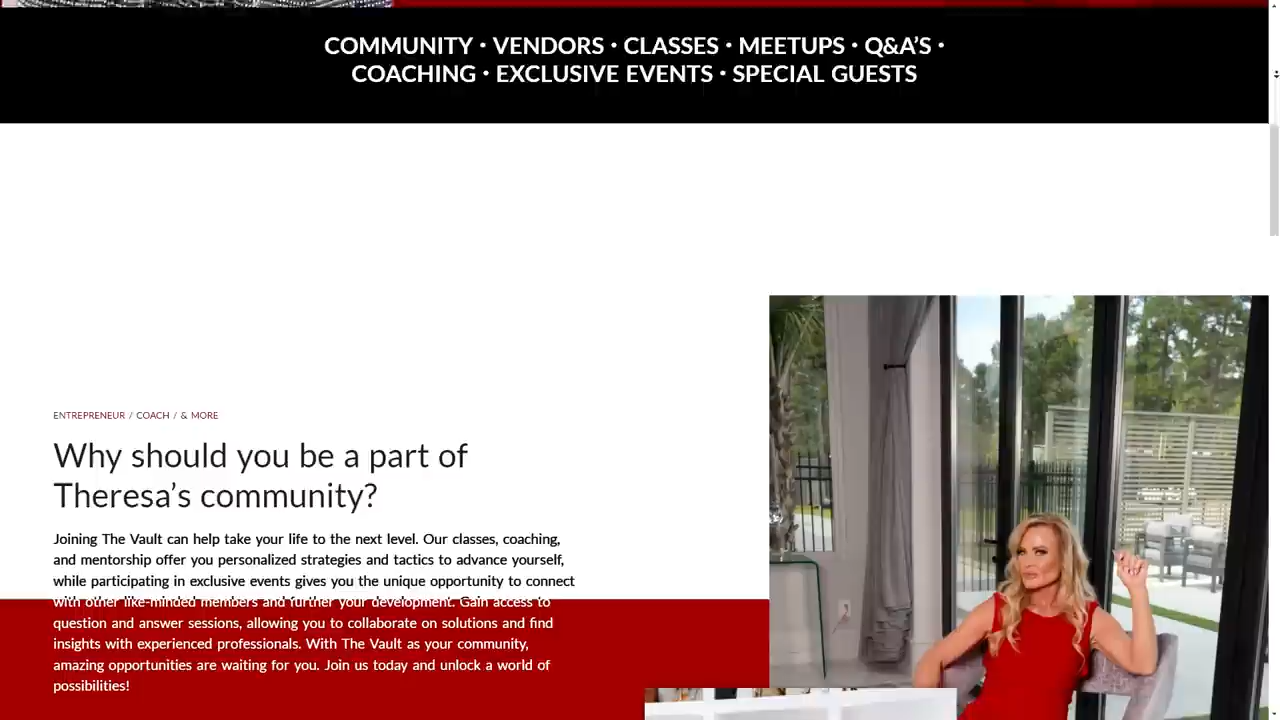 COMMUNITY • VENDORS • CLASSES • MEETUPS • Q&A'S •
COACHING • EXCLUSIVE EVENTS • SPECIAL GUESTS
ENTREPRENEUR / COACH / & MORE
Why should you be a part of
Theresa's community?
Joining The Vault can help take your life to the next level. Our classes, coaching,
and mentorship offer you personalized strategies and tactics to advance yourself,
while participating in exclusive events gives you the unique opportunity to connect
with other like-minded members and further your development. Gain access to
question and answer sessions, allowing you to collaborate on solutions and find
insights with experienced professionals. With The Vault as your community,
amazing opportunities are waiting for you. Join us today and unlock a world of
possibilities!